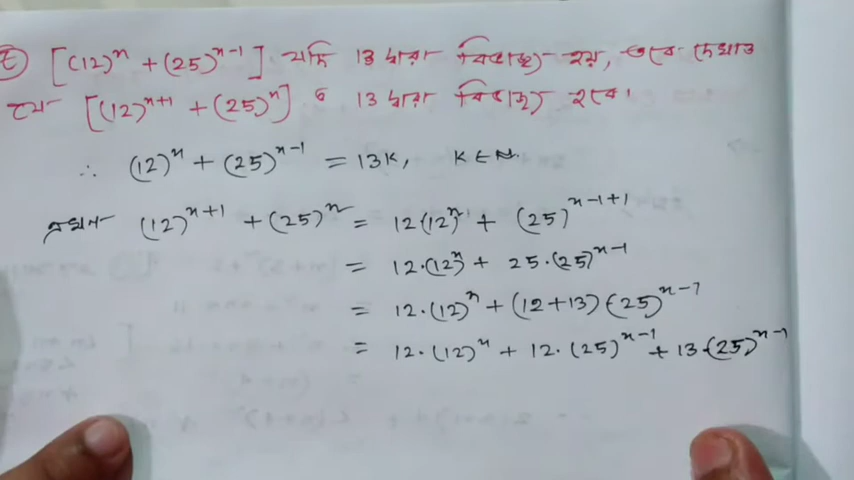 ⓔ [(12)ⁿ + (25)ⁿ⁻¹] যদি 13 দ্বারা বিভাজ্য হয়, তবে দেখাও
যে [(12)ⁿ⁺¹ + (25)ⁿ] ও 13 দ্বারা বিভাজ্য হবে।
∴ (12)ⁿ + (25)ⁿ⁻¹ = 13K, K ∈ N.
এখন (12)ⁿ⁺¹ + (25)ⁿ = 12(12)ⁿ + (25)ⁿ⁻¹⁺¹
= 12·(12)ⁿ + 25·(25)ⁿ⁻¹
= 12·(12)ⁿ + (12+13)(25)ⁿ⁻¹
= 12·(12)ⁿ + 12·(25)ⁿ⁻¹ + 13·(25)ⁿ⁻¹